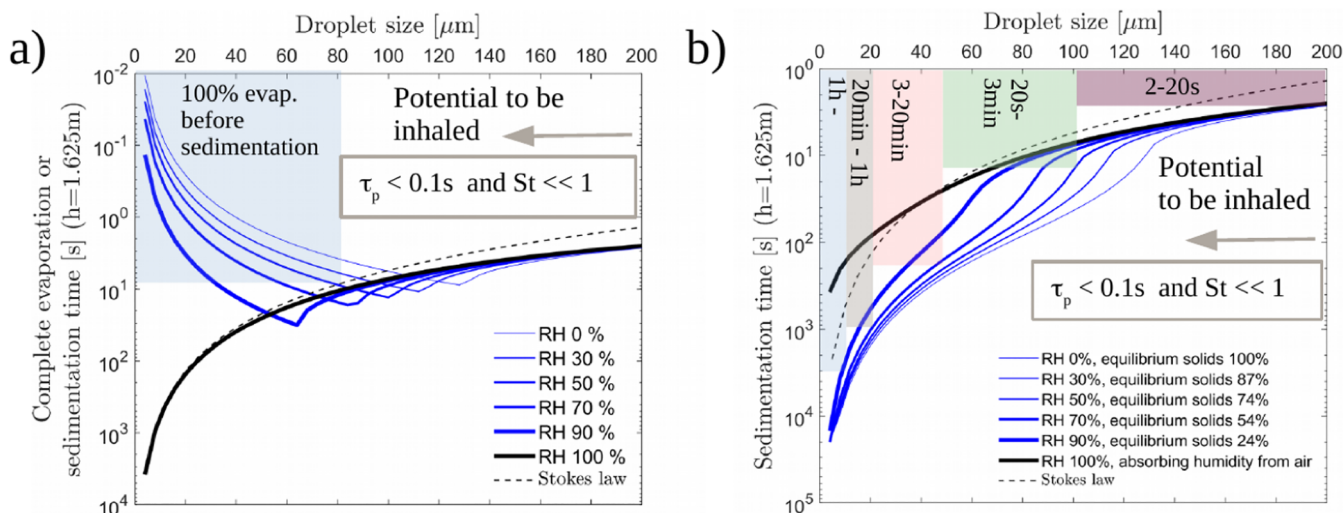 a)
Droplet size [μm]
0 20 40 60 80 100 120 140 160 180 200
Complete evaporation or
sedimentation time [s] (h=1.625m)
10^-2
10^-1
10^0
10^1
10^2
10^3
10^4
100% evap.
before
sedimentation
Potential to be
inhaled
τp < 0.1s and St << 1
RH 0 %
RH 30 %
RH 50 %
RH 70 %
RH 90 %
RH 100 %
Stokes law
b)
Droplet size [μm]
0 20 40 60 80 100 120 140 160 180 200
Sedimentation time [s] (h=1.625m)
10^0
10^1
10^2
10^3
10^4
10^5
1h -
20min - 1h
3-20min
20s-
3min
2-20s
Potential
to be inhaled
τp < 0.1s and St << 1
RH 0%, equilibrium solids 100%
RH 30%, equilibrium solids 87%
RH 50%, equilibrium solids 74%
RH 70%, equilibrium solids 54%
RH 90%, equilibrium solids 24%
RH 100%, absorbing humidity from air
Stokes law